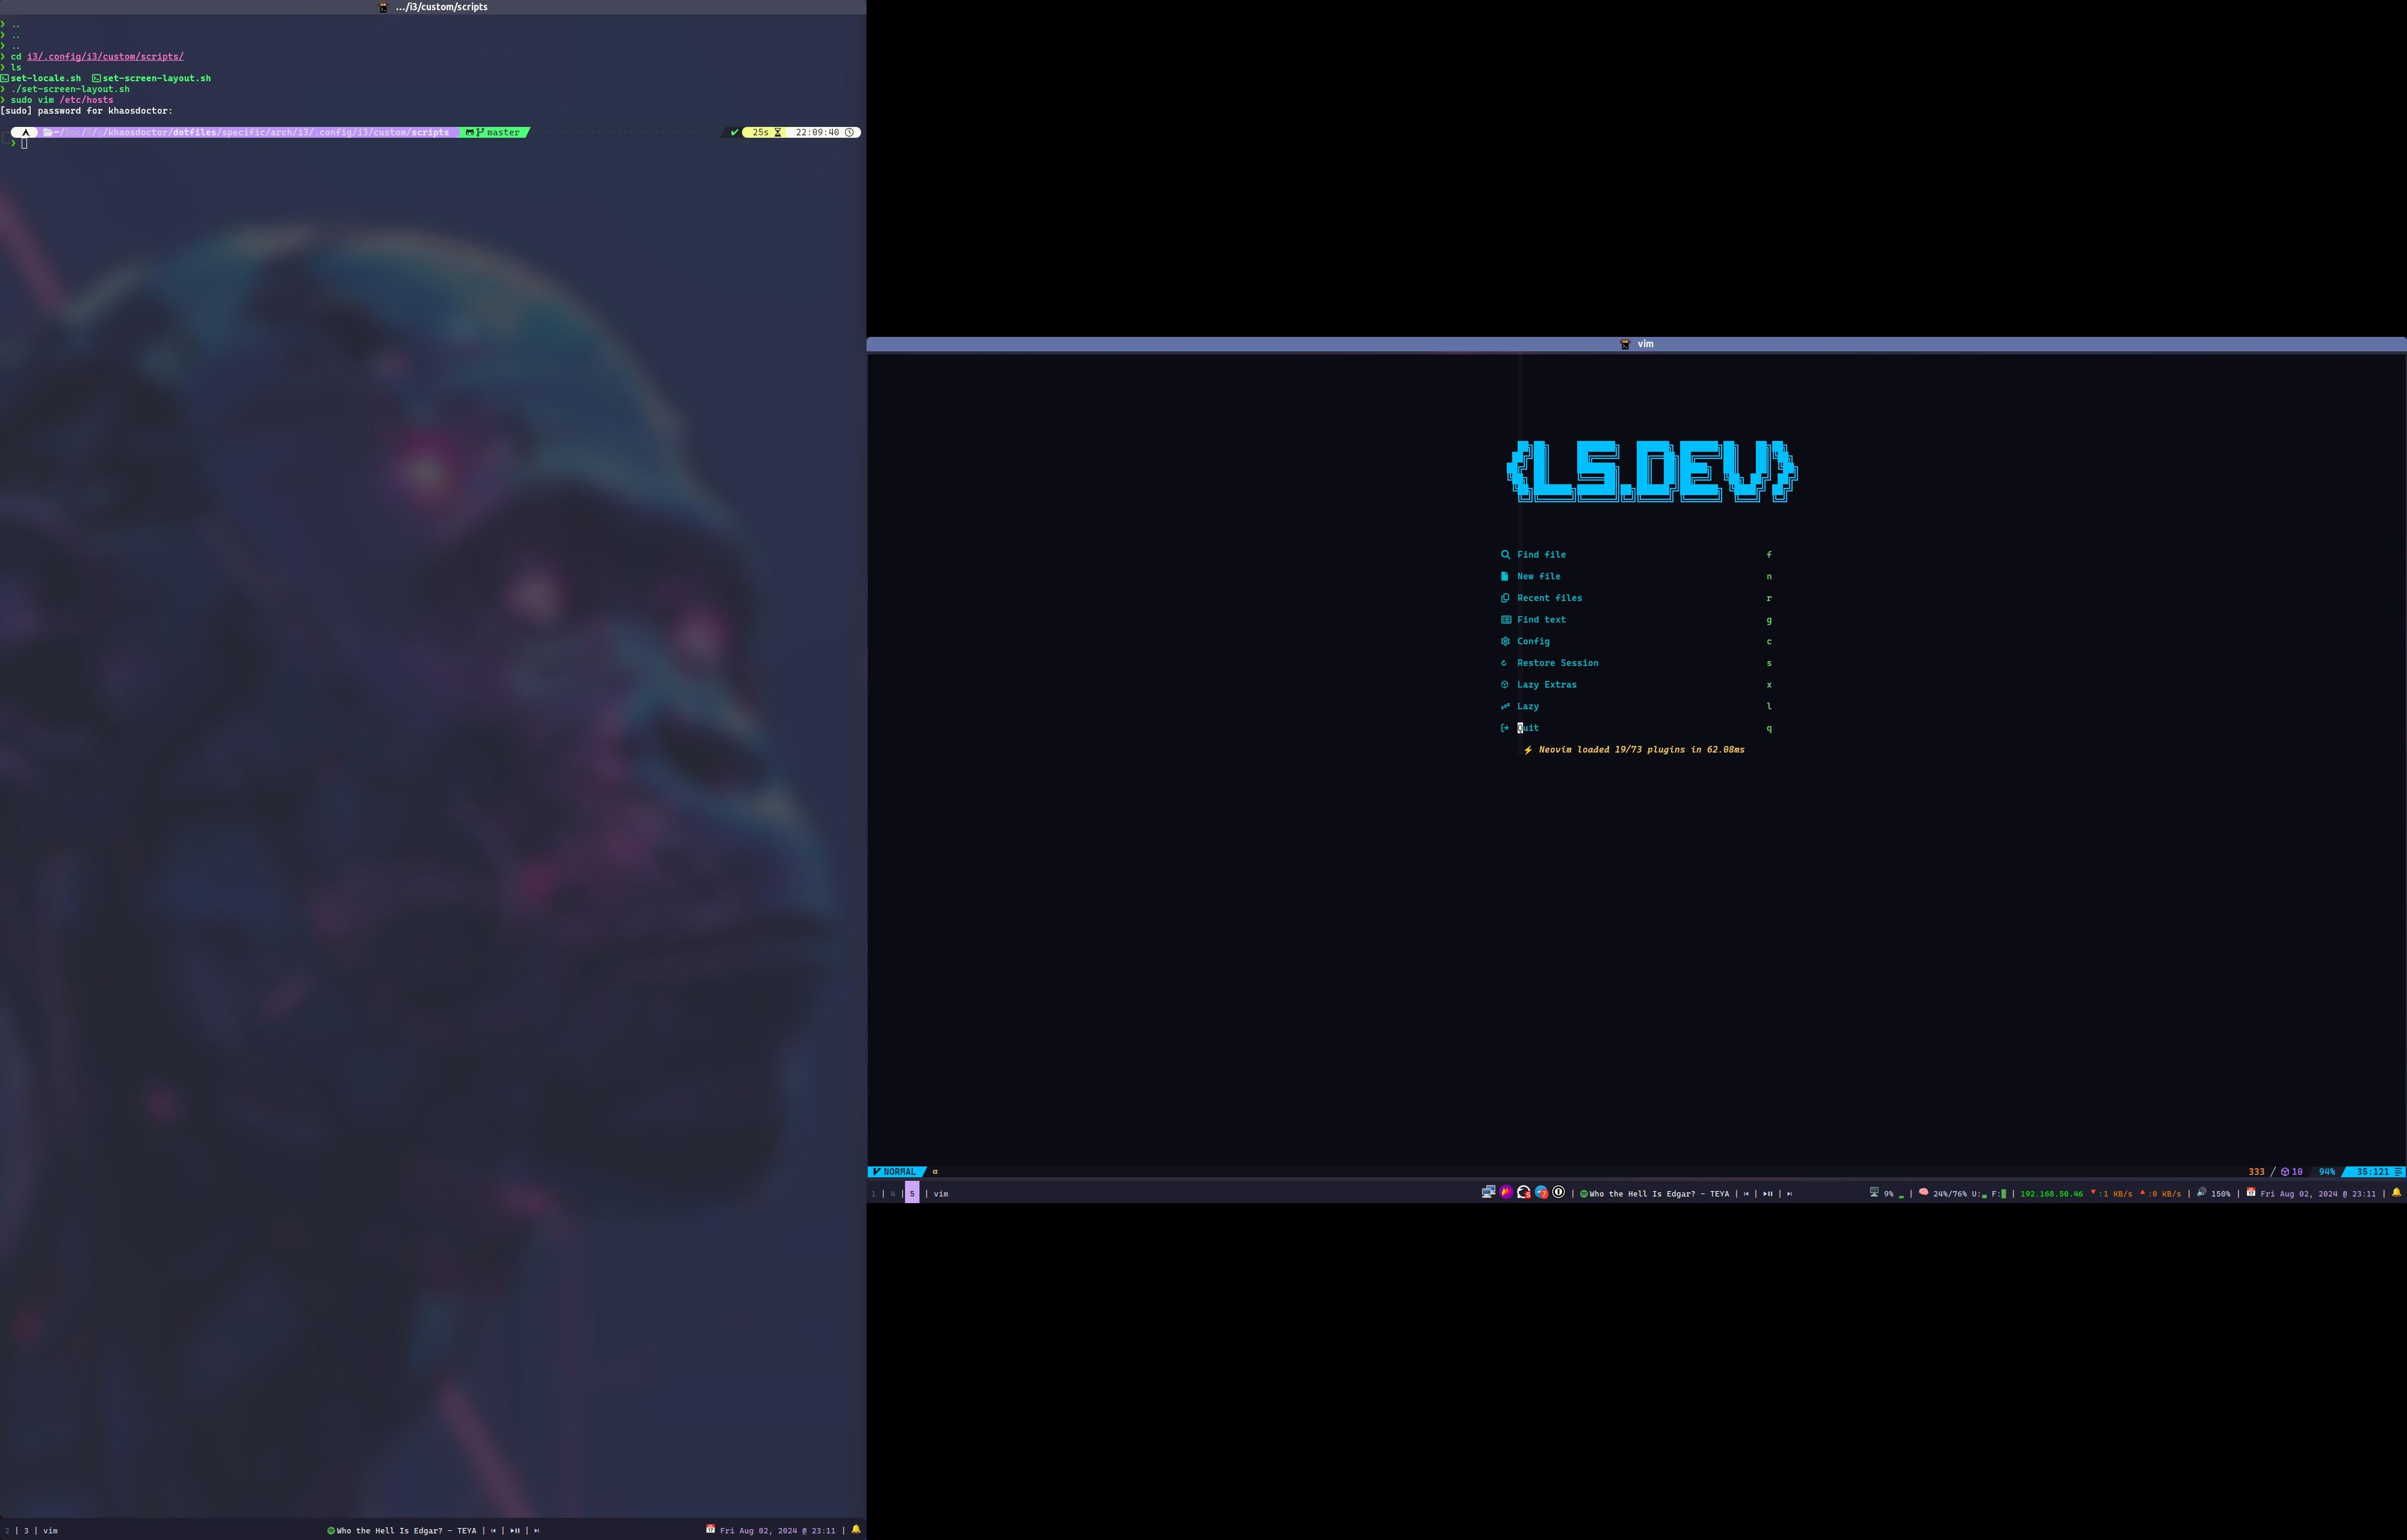 .../i3/custom/scripts
❯ ..
❯ ..
❯ ..
❯ cd i3/.config/i3/custom/scripts/
❯ ls
set-locale.sh set-screen-layout.sh
❯ ./set-screen-layout.sh
❯ sudo vim /etc/hosts
[sudo] password for khaosdoctor:
/khaosdoctor/dotfiles/specific/arch/i3/.config/i3/custom/scripts master ✔ 25s 22:09:40
❯
2 | 3 | vim
Who the Hell Is Edgar? - TEYA | | |
Fri Aug 02, 2024 @ 23:11 |
vim
<LS.DEV>
Find file f
New file n
Recent files r
Find text g
Config c
Restore Session s
Lazy Extras x
Lazy l
Quit q
⚡ Neovim loaded 19/73 plugins in 62.08ms
NORMAL α
333 / 10 94% 35:121
1 | 4 | 5 | vim
| Who the Hell Is Edgar? - TEYA | | |
9% | 24%/76% U: F: | 192.168.50.46 :1 KB/s :0 KB/s | 150% | Fri Aug 02, 2024 @ 23:11 |